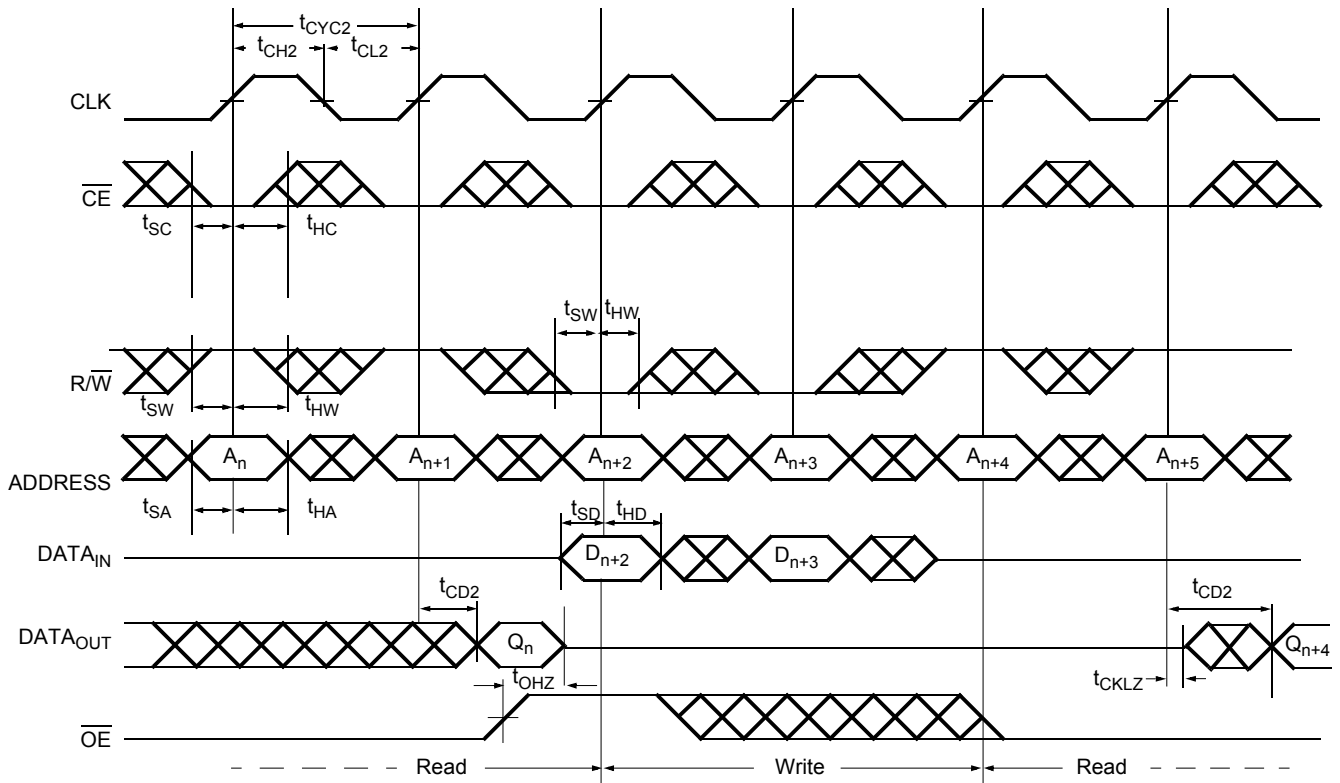 tCYC2
tCH2 tCL2
CLK
CE
tSC tHC
tSW tHW
R/W
tSW tHW
An An+1 An+2 An+3 An+4 An+5
ADDRESS
tSA tHA tSD tHD
DATAIN Dn+2 Dn+3
tCD2 tCD2
DATAOUT Qn Qn+4
tOHZ tCKLZ
OE
Read Write Read